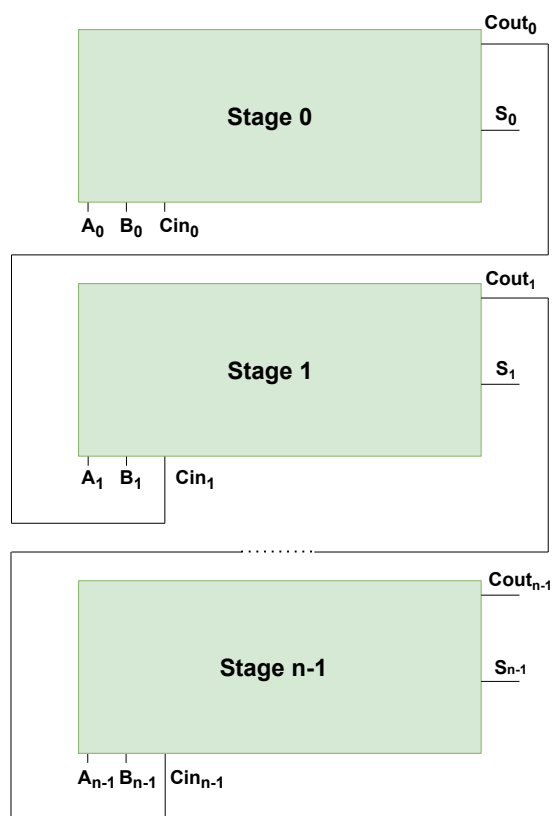 Cout₀
Stage 0
S₀
A₀ B₀ Cin₀
Cout₁
Stage 1
S₁
A₁ B₁ Cin₁
Coutₙ₋₁
Stage n-1
Sₙ₋₁
Aₙ₋₁ Bₙ₋₁ Cinₙ₋₁